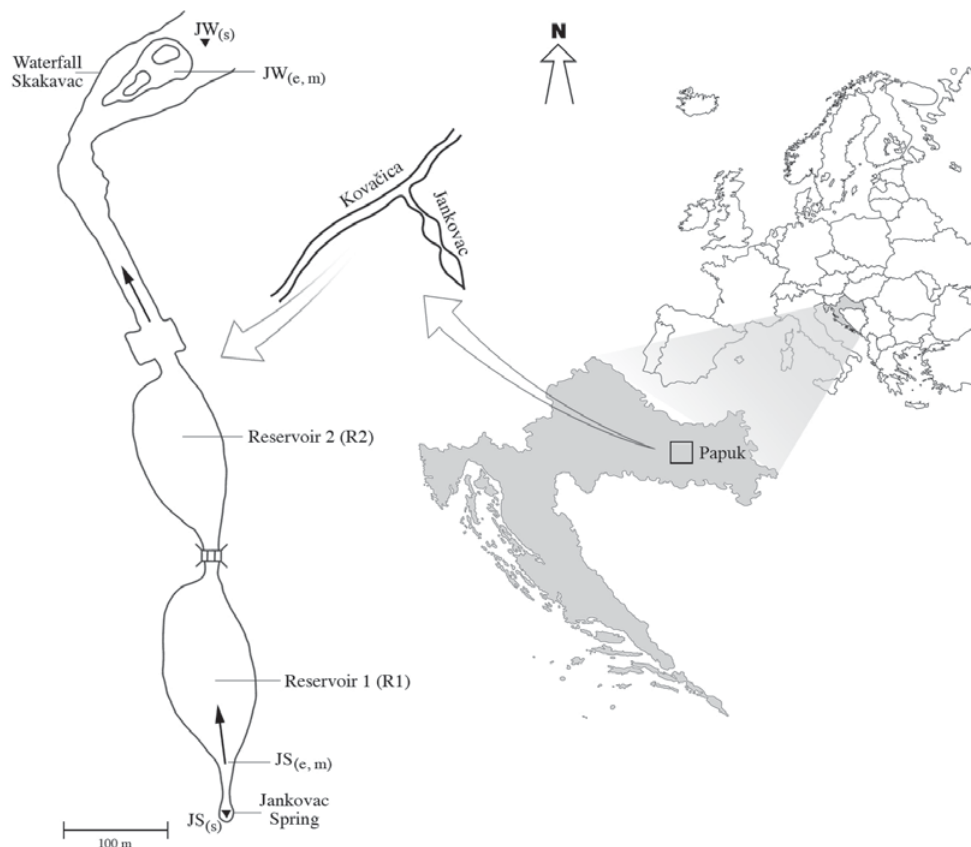 JW(s)
Waterfall
Skakavac
JW(e, m)
N
Kovačica
Jankovac
Reservoir 2 (R2)
Papuk
Reservoir 1 (R1)
JS(e, m)
Jankovac
Spring
JS(s)
100 m